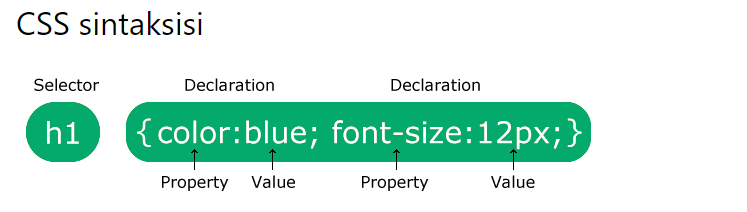 CSS sintaksisi
Selector Declaration Declaration
h1 {color:blue; font-size:12px;}
Property Value Property Value